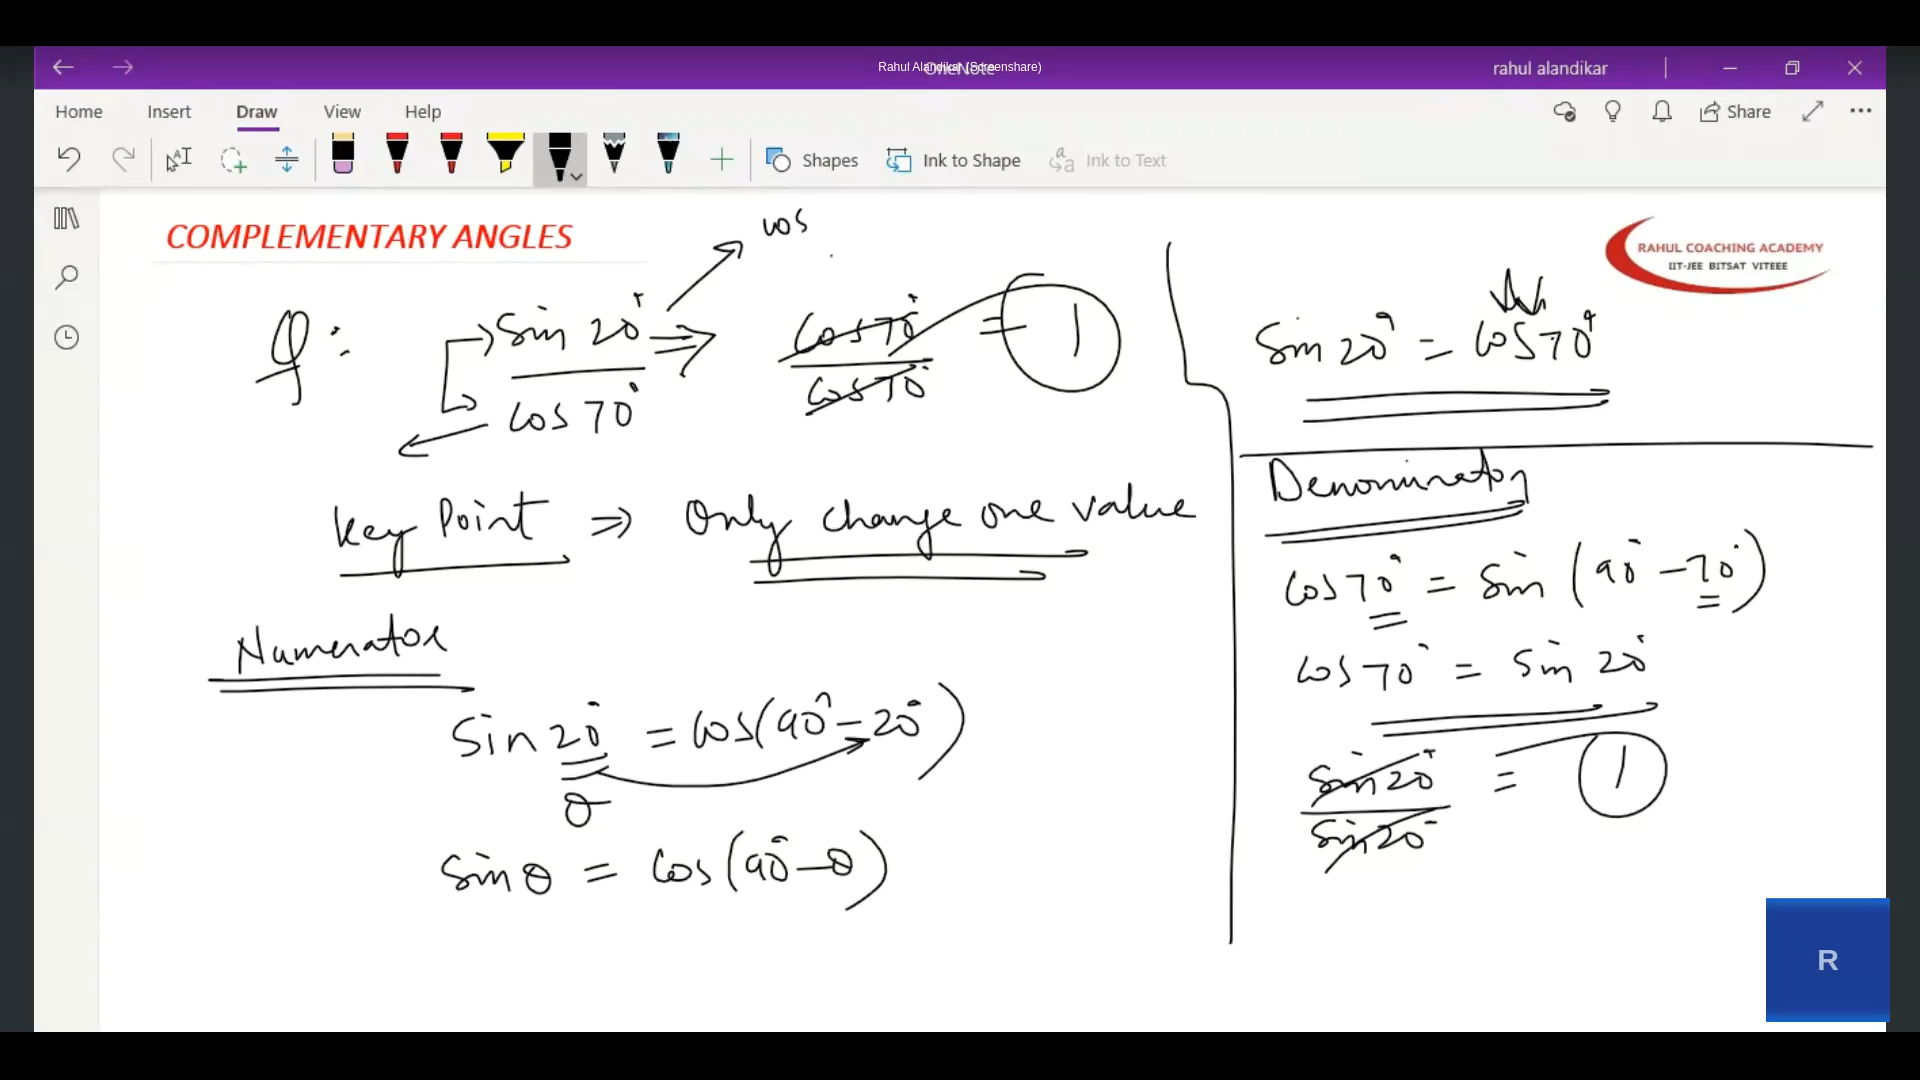 Rahul Alandikar (Screenshare)
rahul alandikar
Home Insert Draw View Help
Share
Shapes Ink to Shape Ink to Text
COMPLEMENTARY ANGLES
RAHUL COACHING ACADEMY
IIT-JEE BITSAT VITEEE
cos
Q: sin 20° ⇒ cos 70° = 1
cos 70° cos 70°
Key Point ⇒ Only change one value
Numerator
sin 20° = cos(90° - 20°)
θ
sin θ = cos(90° - θ)
sin 20° = cos 70°
Denominator
cos 70° = sin (90° - 70°)
cos 70° = sin 20°
sin 20° = 1
sin 20°
R